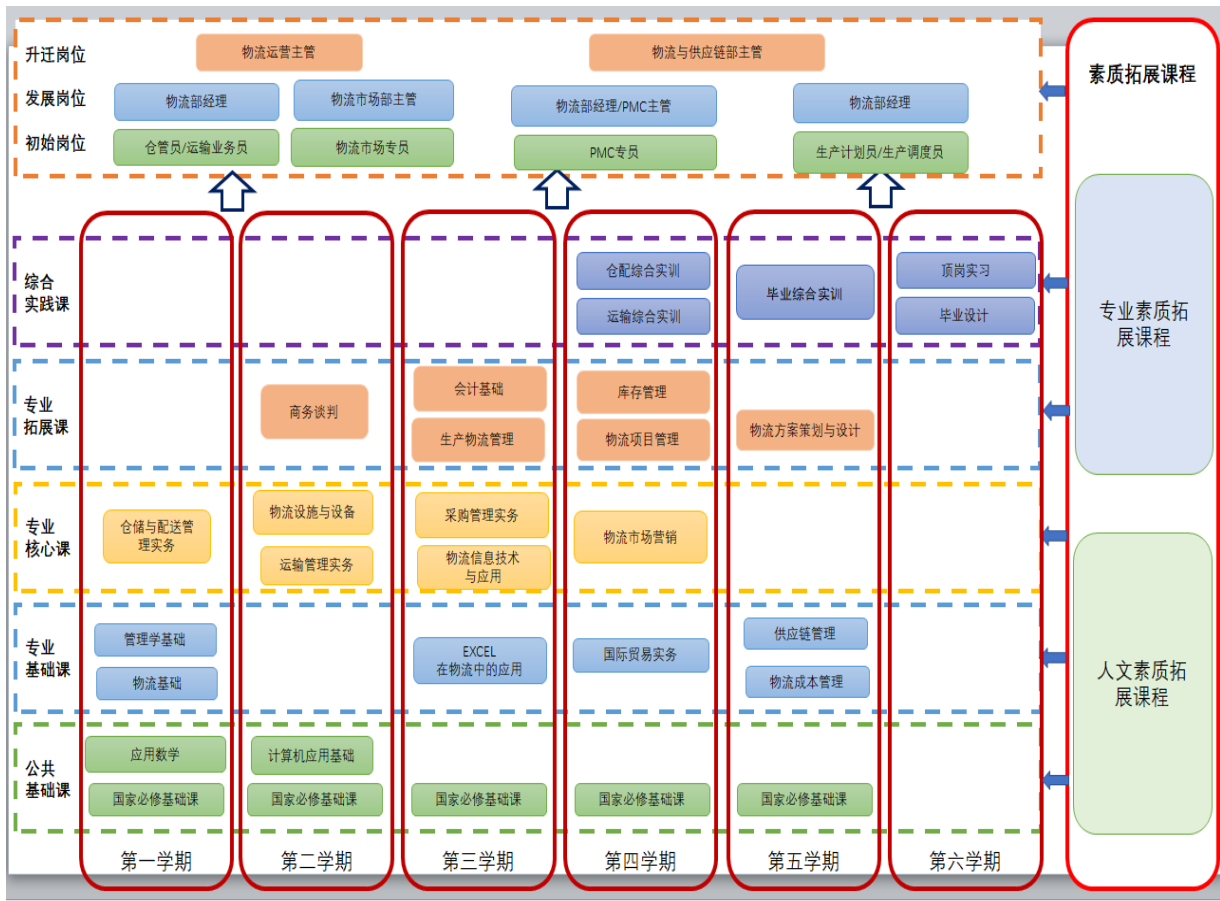 升迁岗位
物流运营主管
物流与供应链部主管
发展岗位
物流部经理
物流市场部主管
物流部经理/PMC主管
物流部经理
初始岗位
仓管员/运输业务员
物流市场专员
PMC专员
生产计划员/生产调度员
综合
实践课
仓配综合实训
运输综合实训
毕业综合实训
顶岗实习
毕业设计
专业
拓展课
商务谈判
会计基础
生产物流管理
库存管理
物流项目管理
物流方案策划与设计
专业
核心课
仓储与配送管
理实务
物流设施与设备
运输管理实务
采购管理实务
物流信息技术
与应用
物流市场营销
专业
基础课
管理学基础
物流基础
EXCEL
在物流中的应用
国际贸易实务
供应链管理
物流成本管理
公共
基础课
应用数学
国家必修基础课
计算机应用基础
国家必修基础课
国家必修基础课
国家必修基础课
国家必修基础课
第一学期
第二学期
第三学期
第四学期
第五学期
第六学期
素质拓展课程
专业素质拓
展课程
人文素质拓
展课程